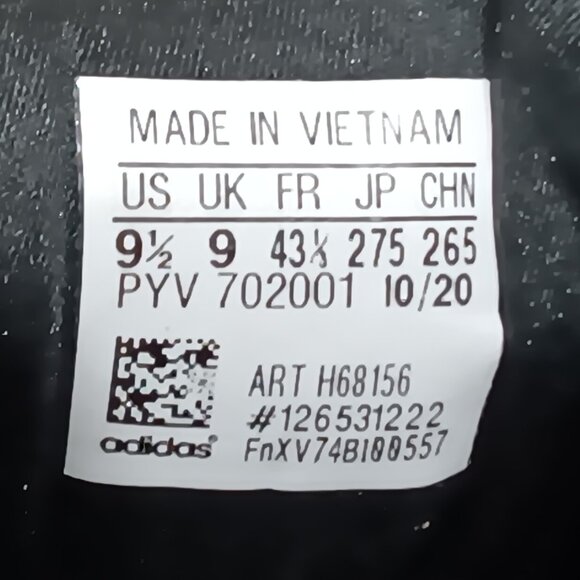 MADE IN VIETNAM
US UK FR JP CHN
9½ 9 43⅓ 275 265
PYV 702001 10/20
ART H68156
#126531222
adidas
FnXV74BI00557